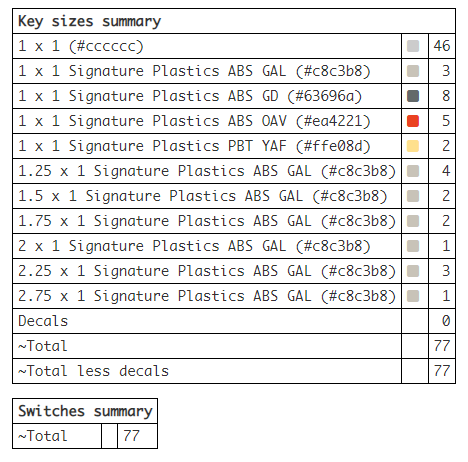 Key sizes summary
1 x 1 (#cccccc) 46
1 x 1 Signature Plastics ABS GAL (#c8c3b8) 3
1 x 1 Signature Plastics ABS GD (#63696a) 8
1 x 1 Signature Plastics ABS OAV (#ea4221) 5
1 x 1 Signature Plastics PBT YAF (#ffe08d) 2
1.25 x 1 Signature Plastics ABS GAL (#c8c3b8) 4
1.5 x 1 Signature Plastics ABS GAL (#c8c3b8) 2
1.75 x 1 Signature Plastics ABS GAL (#c8c3b8) 2
2 x 1 Signature Plastics ABS GAL (#c8c3b8) 1
2.25 x 1 Signature Plastics ABS GAL (#c8c3b8) 3
2.75 x 1 Signature Plastics ABS GAL (#c8c3b8) 1
Decals 0
~Total 77
~Total less decals 77
Switches summary
~Total 77